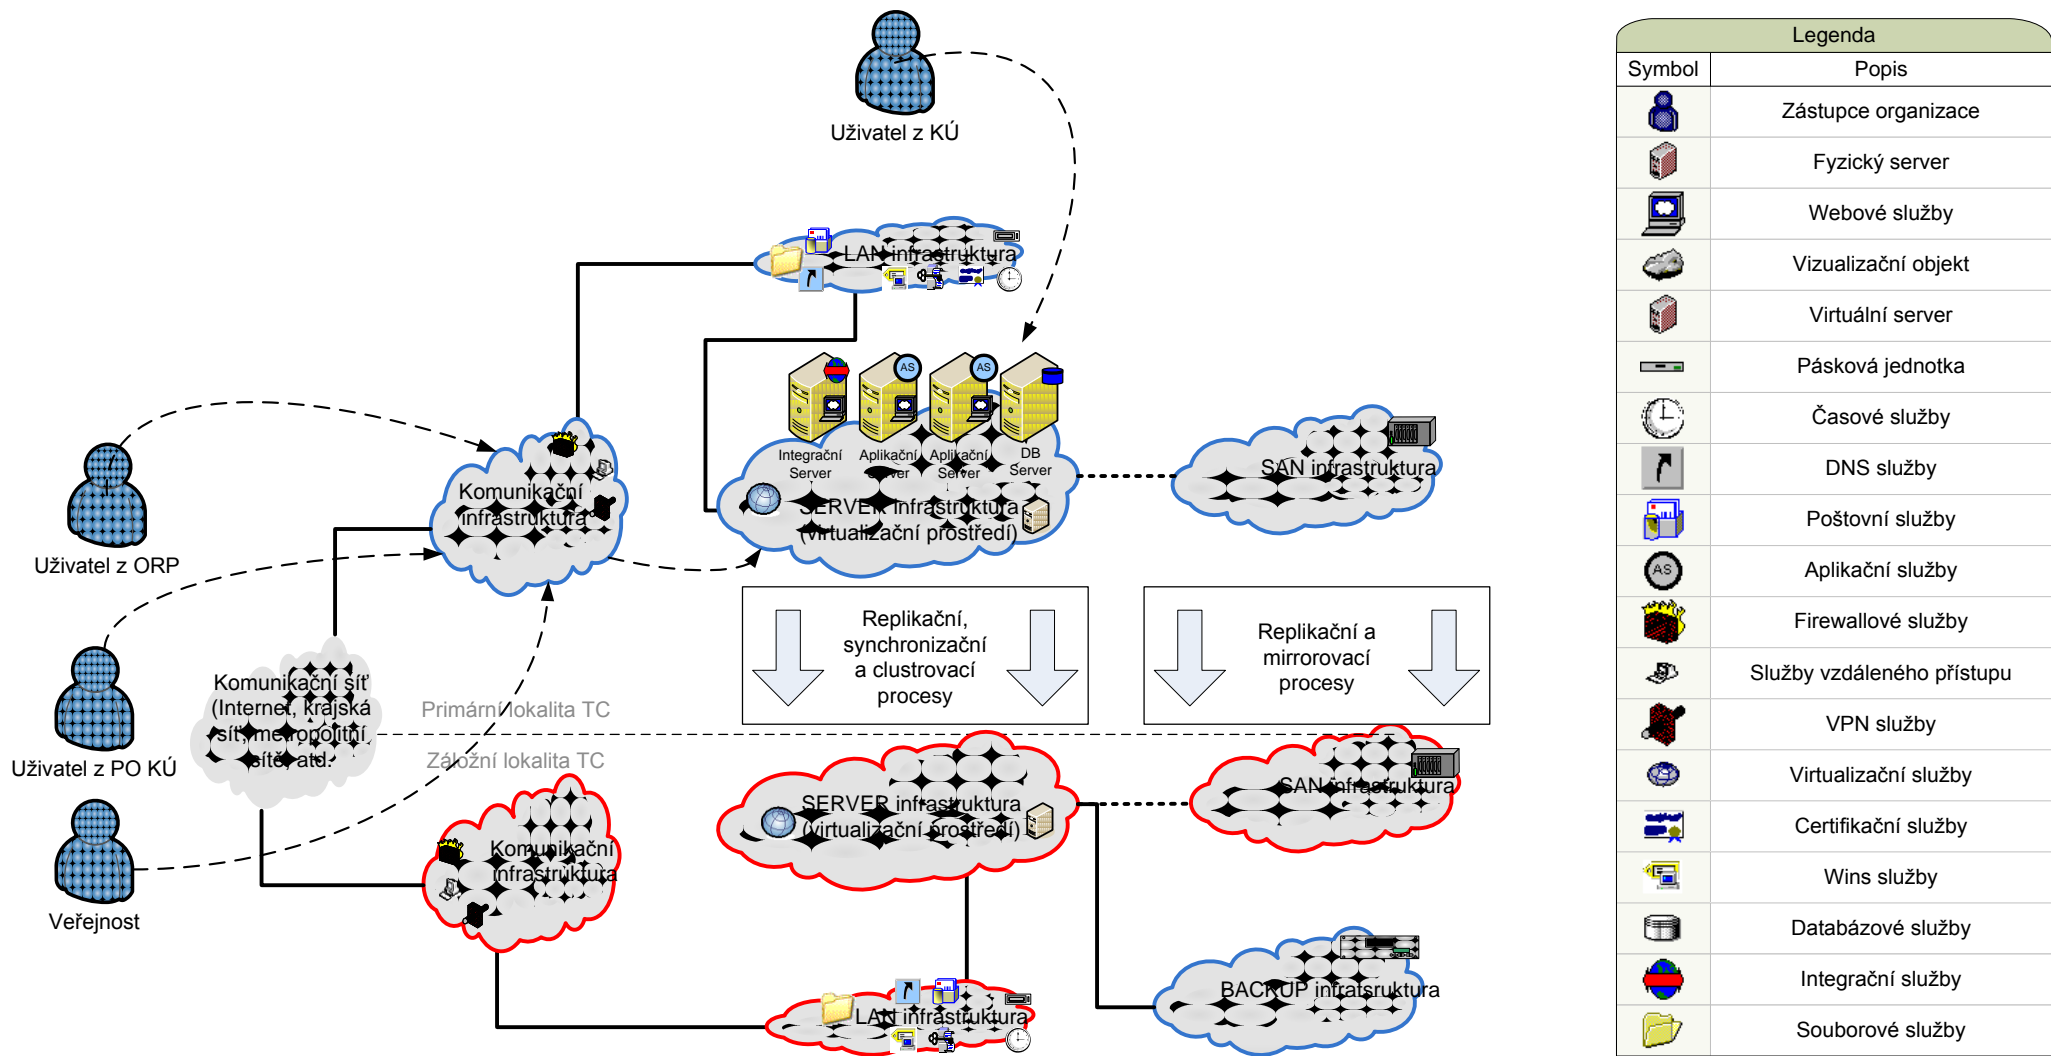 Uživatel z KÚ
LAN infrastruktura
Integrační
Server
Aplikační
Server
Aplikační
Server
DB
Server
SERVER infrastruktura
(virtualizační prostředí)
SAN infrastruktura
Komunikační
infrastruktura
Uživatel z ORP
Uživatel z PO KÚ
Veřejnost
Komunikační síť
(Internet, krajská
síť, metropolitní
sítě, atd.
Primární lokalita TC
Záložní lokalita TC
Replikační,
synchronizační
a clustrovací
procesy
Replikační a
mirrorovací
procesy
SERVER infrastruktura
(virtualizační prostředí)
SAN infrastruktura
Komunikační
infrastruktura
LAN infrastruktura
BACKUP infratsruktura
AS
AS
Legenda
Symbol
Popis
Zástupce organizace
Fyzický server
Webové služby
Vizualizační objekt
Virtuální server
Pásková jednotka
Časové služby
DNS služby
Poštovní služby
AS
Aplikační služby
Firewallové služby
Služby vzdáleného přístupu
VPN služby
Virtualizační služby
Certifikační služby
Wins služby
Databázové služby
Integrační služby
Souborové služby